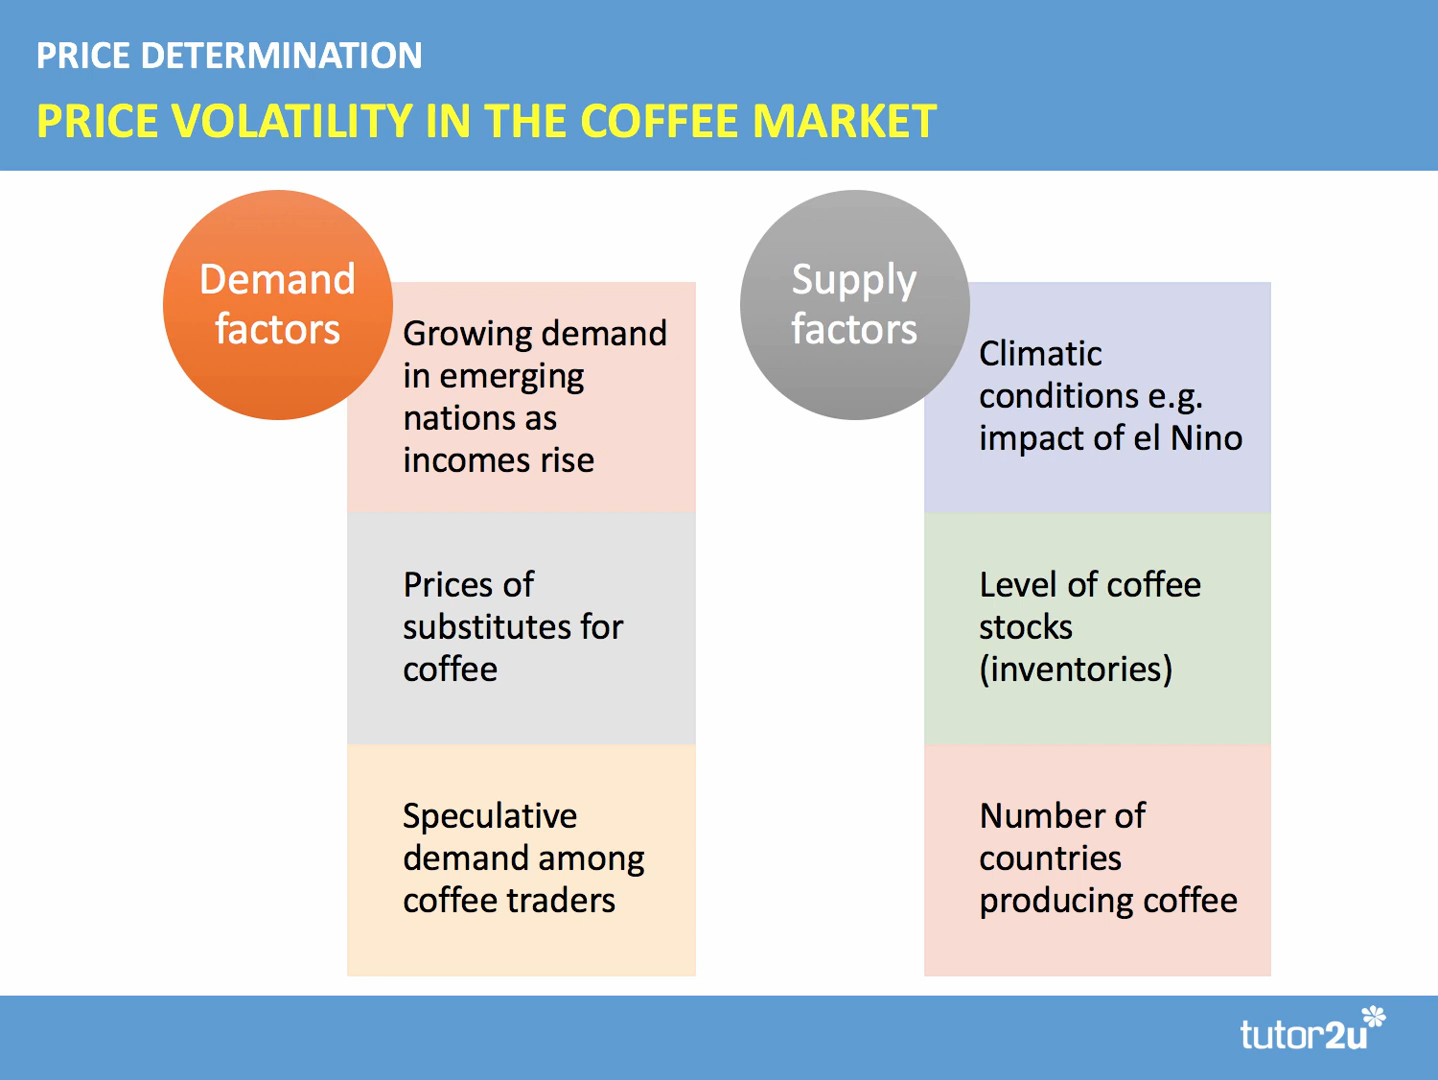 PRICE DETERMINATION
PRICE VOLATILITY IN THE COFFEE MARKET
Demand
factors
Growing demand
in emerging
nations as
incomes rise
Prices of
substitutes for
coffee
Speculative
demand among
coffee traders
Supply
factors
Climatic
conditions e.g.
impact of el Nino
Level of coffee
stocks
(inventories)
Number of
countries
producing coffee
tutor2u